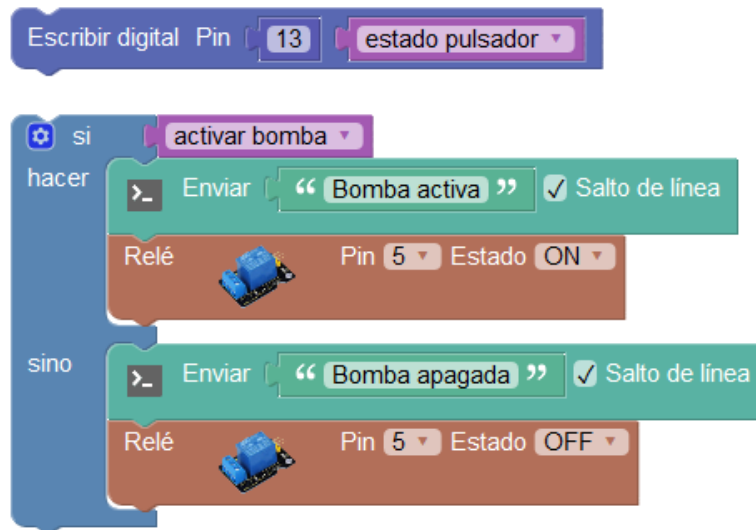 Escribir digital Pin 13 estado pulsador
si activar bomba
hacer
>_ Enviar “ Bomba activa ” ✓ Salto de línea
Relé Pin 5 Estado ON
sino
>_ Enviar “ Bomba apagada ” ✓ Salto de línea
Relé Pin 5 Estado OFF